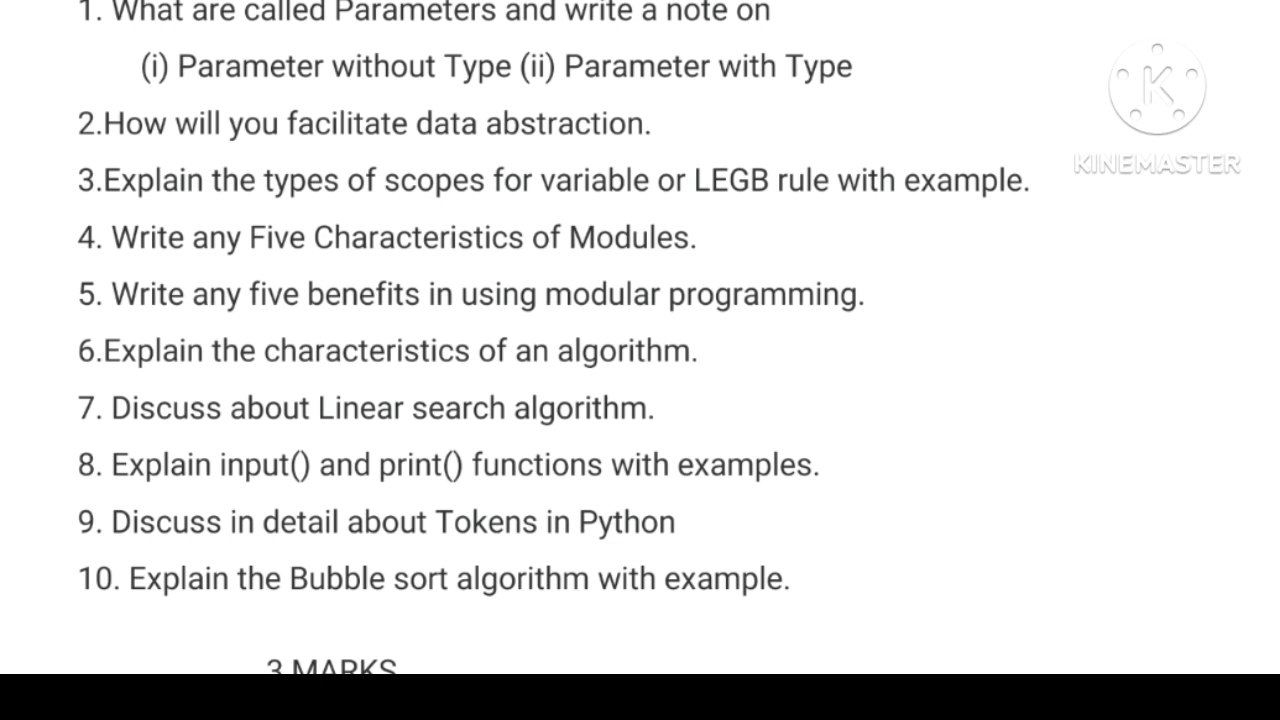 1. What are called Parameters and write a note on
(i) Parameter without Type (ii) Parameter with Type
2.How will you facilitate data abstraction.
3.Explain the types of scopes for variable or LEGB rule with example.
4. Write any Five Characteristics of Modules.
5. Write any five benefits in using modular programming.
6.Explain the characteristics of an algorithm.
7. Discuss about Linear search algorithm.
8. Explain input() and print() functions with examples.
9. Discuss in detail about Tokens in Python
10. Explain the Bubble sort algorithm with example.
3 MARKS
K
KINEMASTER